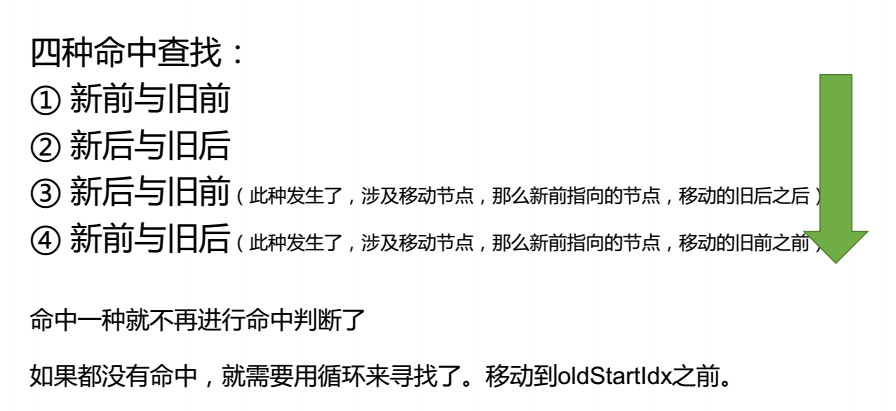 四种命中查找：
① 新前与旧前
② 新后与旧后
③ 新后与旧前（此种发生了，涉及移动节点，那么新前指向的节点，移动的旧后之后）
④ 新前与旧后（此种发生了，涉及移动节点，那么新前指向的节点，移动的旧前之前）
命中一种就不再进行命中判断了
如果都没有命中，就需要用循环来寻找了。移动到oldStartIdx之前。